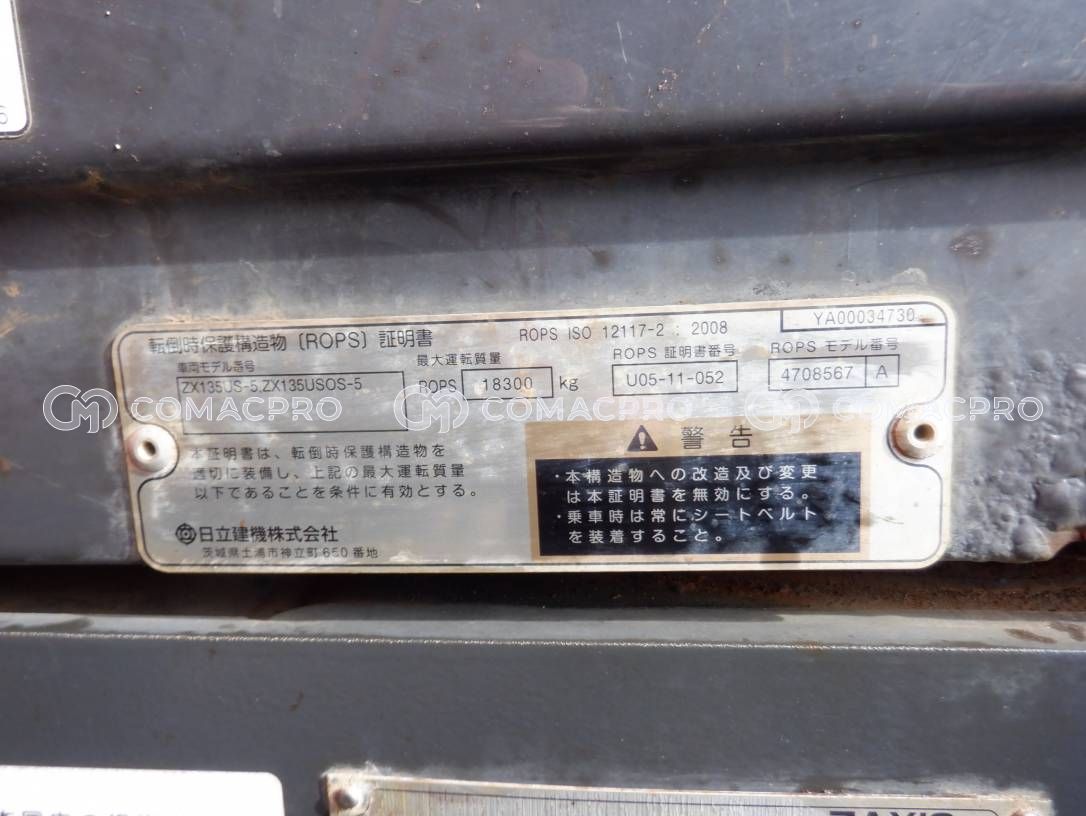 6
転倒時保護構造物〔ROPS〕証明書
ROPS ISO 12117-2 : 2008
YA00034730
車両モデル番号
ZX135US-5,ZX135USOS-5
最大運転質量
ROPS 18300 kg
ROPS 証明書番号
U05-11-052
ROPS モデル番号
4708567 A
COMACPRO COMACPRO COMACPRO
本証明書は、転倒時保護構造物を
適切に装備し、上記の最大運転質量
以下であることを条件に有効とする。
日立建機株式会社
茨城県土浦市神立町 650 番地
警告
・本構造物への改造及び変更
は本証明書を無効にする。
・乗車時は常にシートベルト
を装着すること。